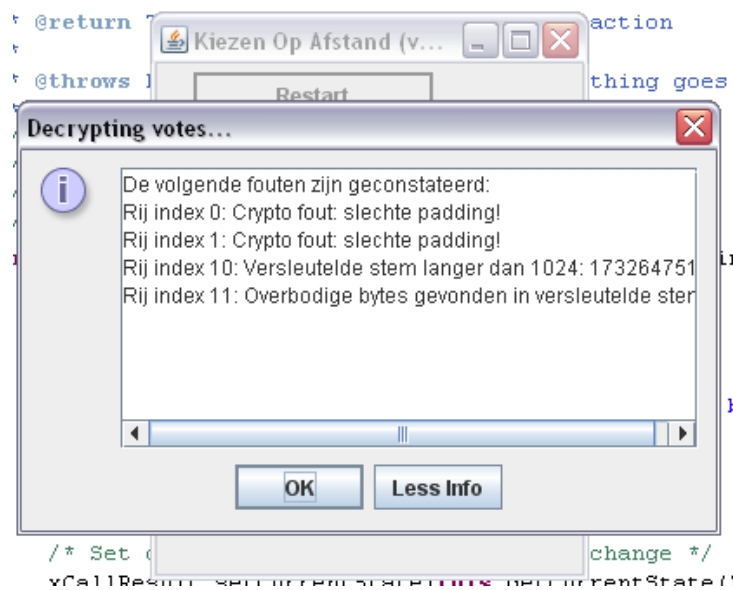 * @return
action
Kiezen Op Afstand (v...
*
* @throws
thing goes
Restart
Decrypting votes...
De volgende fouten zijn geconstateerd:
Rij index 0: Crypto fout: slechte padding!
Rij index 1: Crypto fout: slechte padding!
Rij index 10: Versleutelde stem langer dan 1024: 173264751
Rij index 11: Overbodige bytes gevonden in versleutelde
OK
Less Info
/* Set
change */